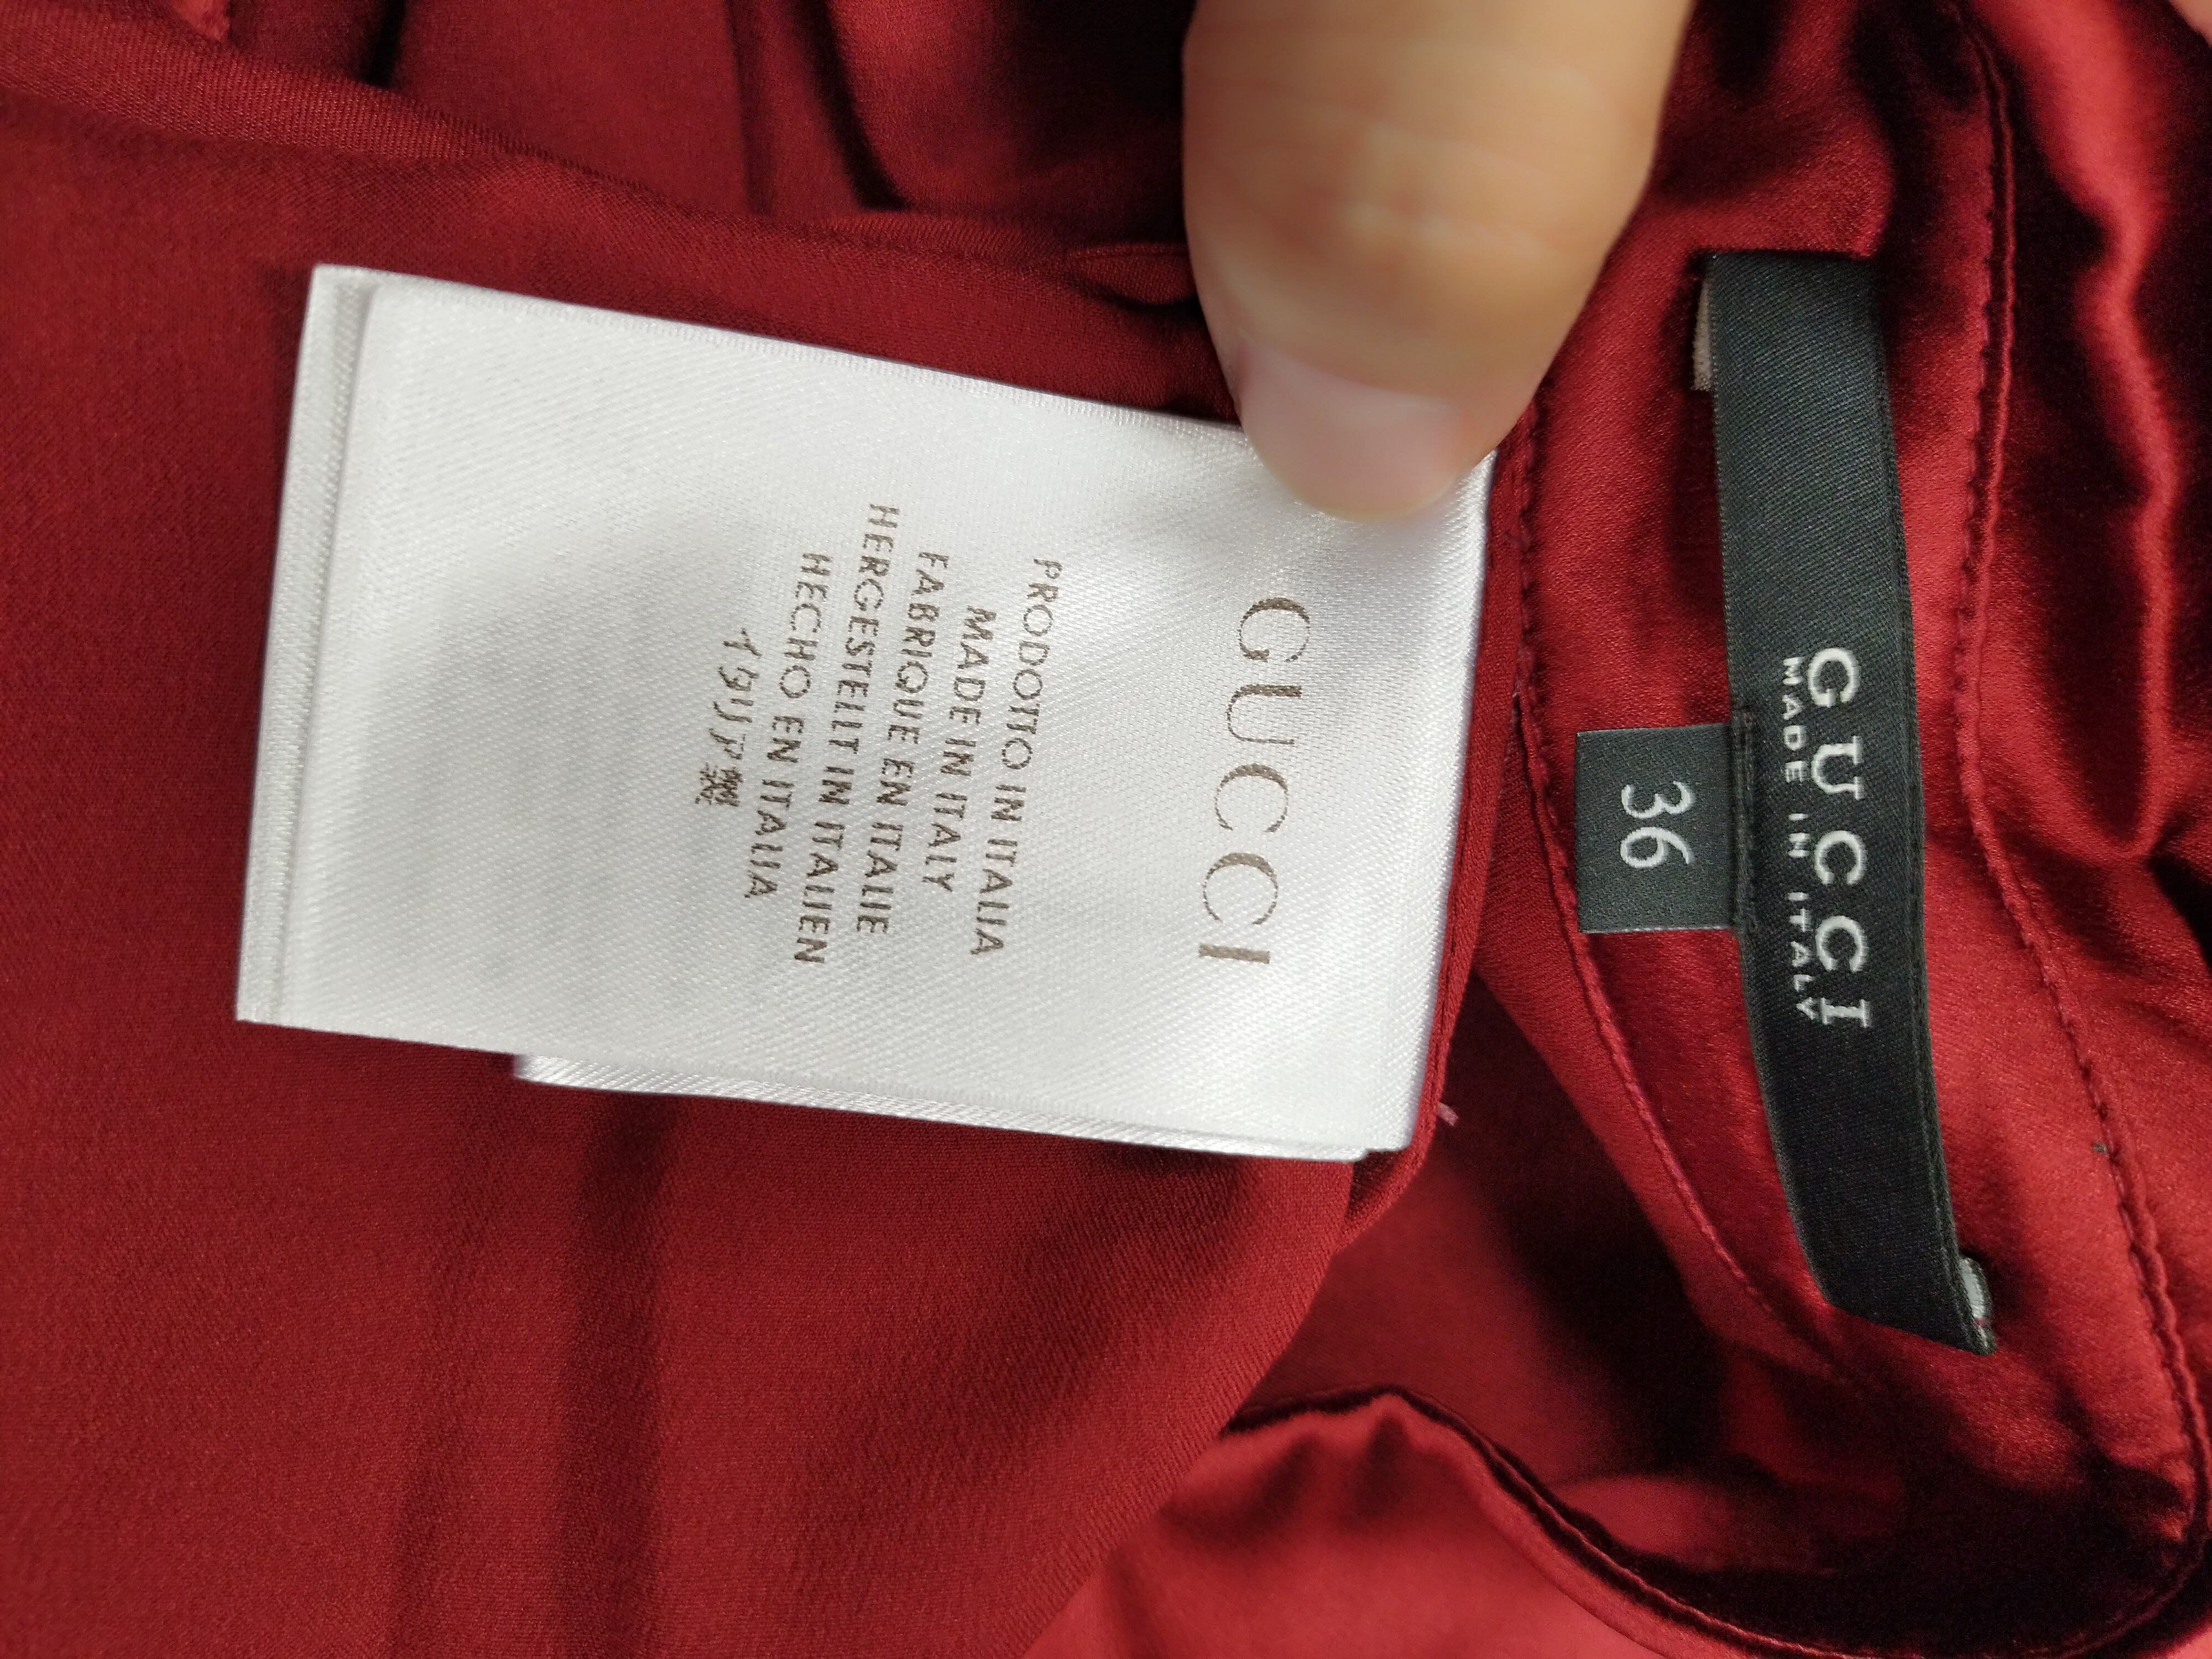 GUCCI
MADE IN ITALY
36
GUCCI
PRODOTTO IN ITALIA
MADE IN ITALY
FABRIQUE EN ITALIE
HERGESTELLT IN ITALIEN
HECHO EN ITALIA
イタリア製